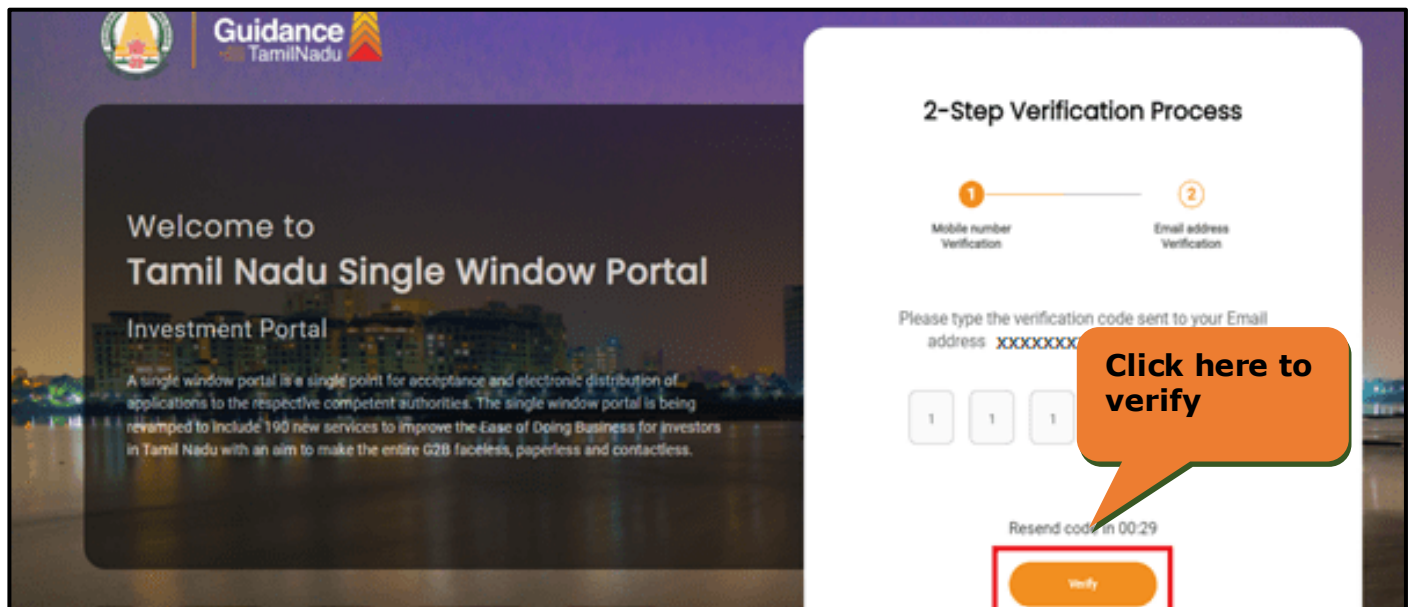 Guidance
TamilNadu
Welcome to
Tamil Nadu Single Window Portal
Investment Portal
A single window portal is a single point for acceptance and electronic distribution of
applications to the respective competent authorities. The single window portal is being
revamped to include 190 new services to improve the Ease of Doing Business for Investors
in Tamil Nadu with an aim to make the entire G2B faceless, paperless and contactless.
2-Step Verification Process
1
2
Mobile number
Verification
Email address
Verification
Please type the verification code sent to your Email
address xxxxxxx
1 1 1
Click here to
verify
Resend code in 00:29
Verify